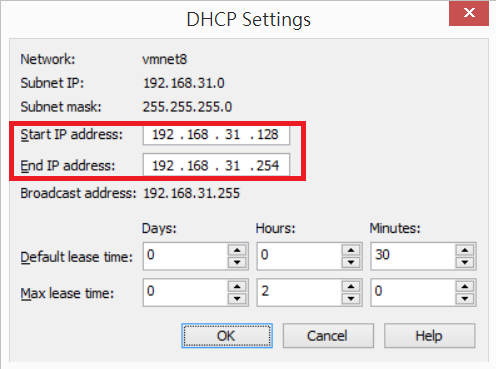 DHCP Settings
Network: vmnet8
Subnet IP: 192.168.31.0
Subnet mask: 255.255.255.0
Start IP address: 192 . 168 . 31 . 128
End IP address: 192 . 168 . 31 . 254
Broadcast address: 192.168.31.255
Days: Hours: Minutes:
Default lease time: 0 0 30
Max lease time: 0 2 0
OK Cancel Help